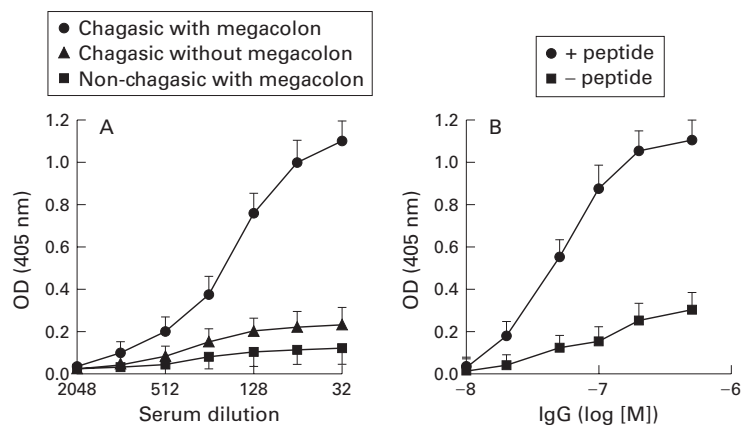 Chagasic with megacolon
Chagasic without megacolon
Non-chagasic with megacolon
+ peptide
– peptide
A
1.2
1.0
0.8
0.6
0.4
0.2
0.0
OD (405 nm)
2048
512
128
32
Serum dilution
B
1.2
1.0
0.8
0.6
0.4
0.2
0.0
OD (405 nm)
–8
–7
–6
IgG (log [M])